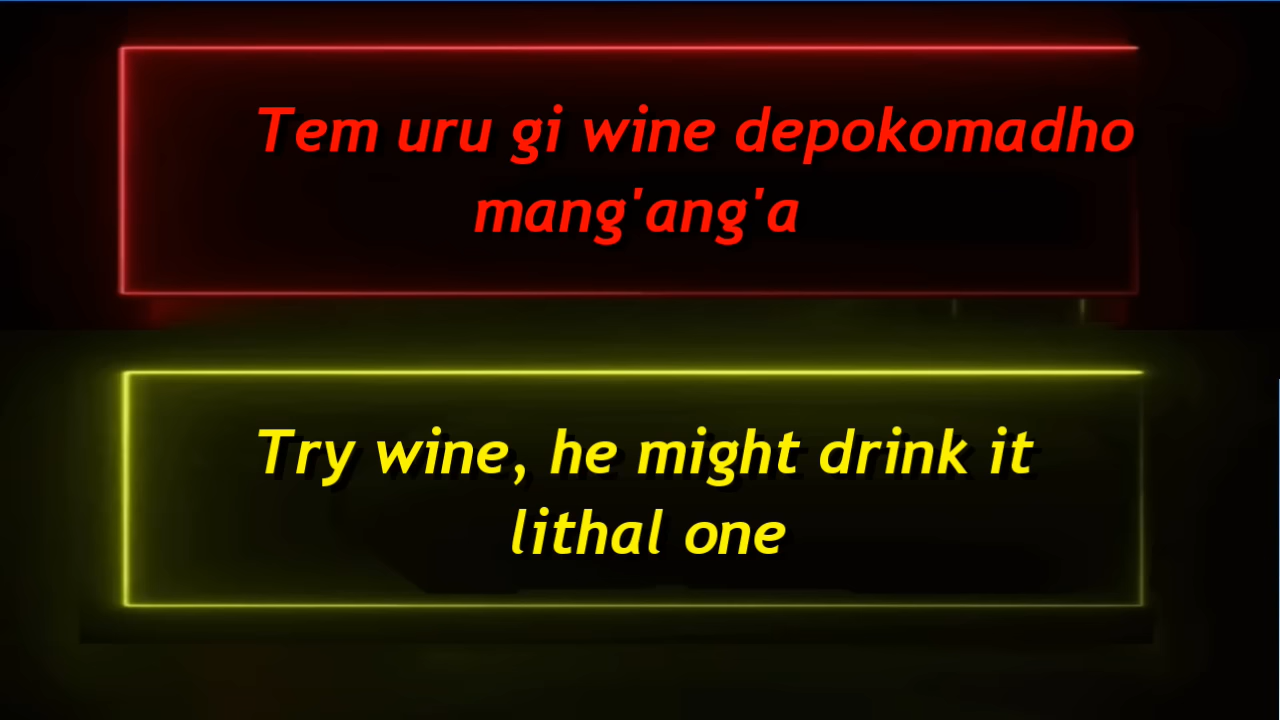 Tem uru gi wine depokomadho
mang'ang'a
Try wine, he might drink it
lithal one